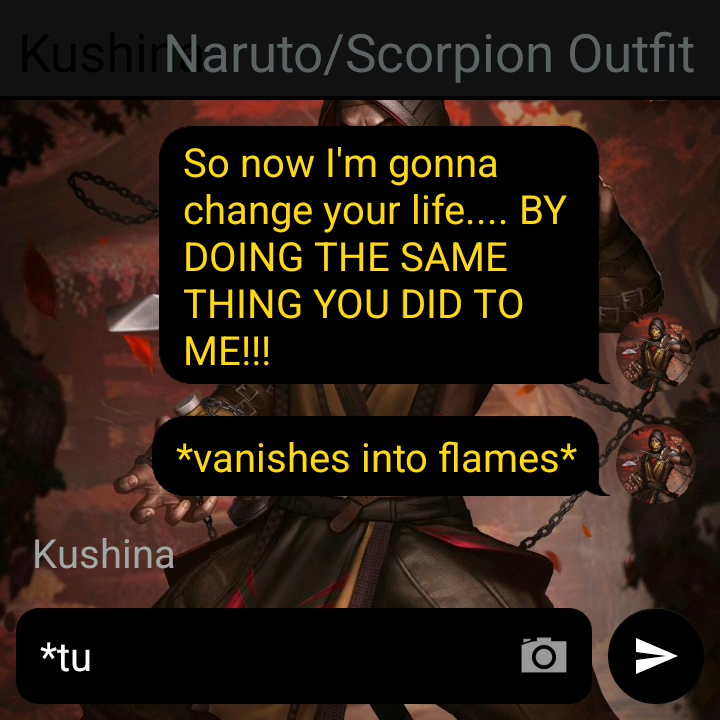 Kushina
Naruto/Scorpion Outfit
So now I'm gonna
change your life.... BY
DOING THE SAME
THING YOU DID TO
ME!!!
*vanishes into flames*
Kushina
*tu